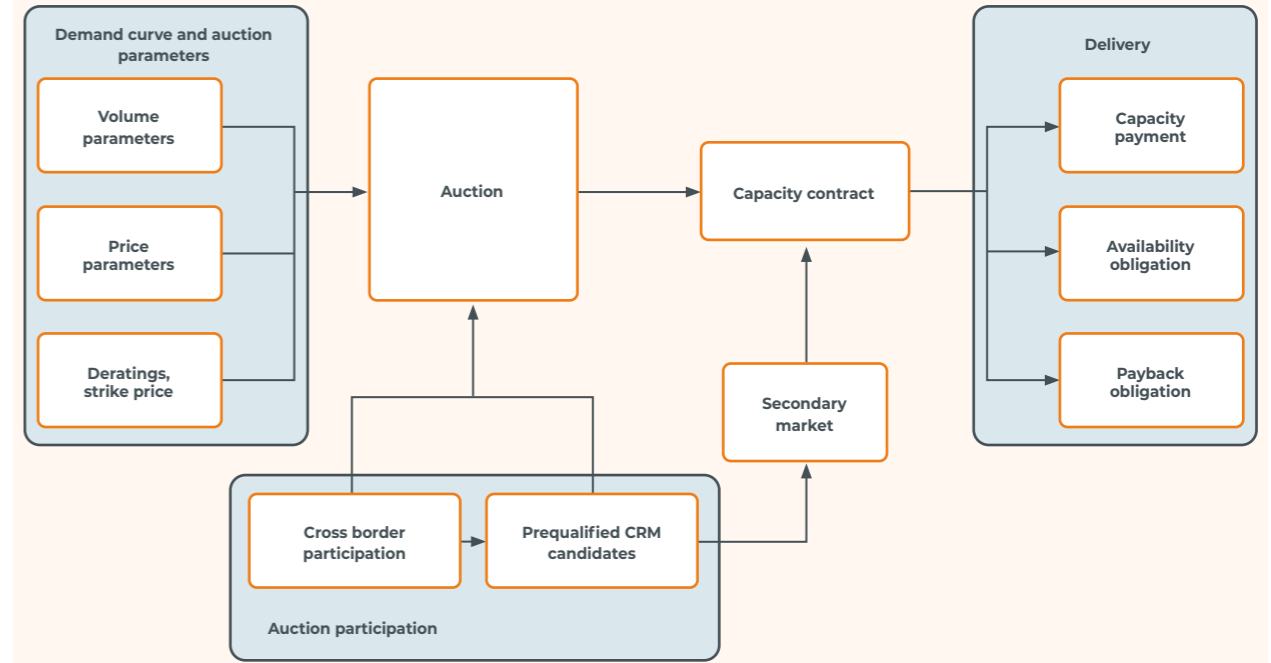 Demand curve and auction
parameters
Volume
parameters
Price
parameters
Deratings,
strike price
Auction
Capacity contract
Delivery
Capacity
payment
Availability
obligation
Payback
obligation
Secondary
market
Cross border
participation
Prequalified CRM
candidates
Auction participation